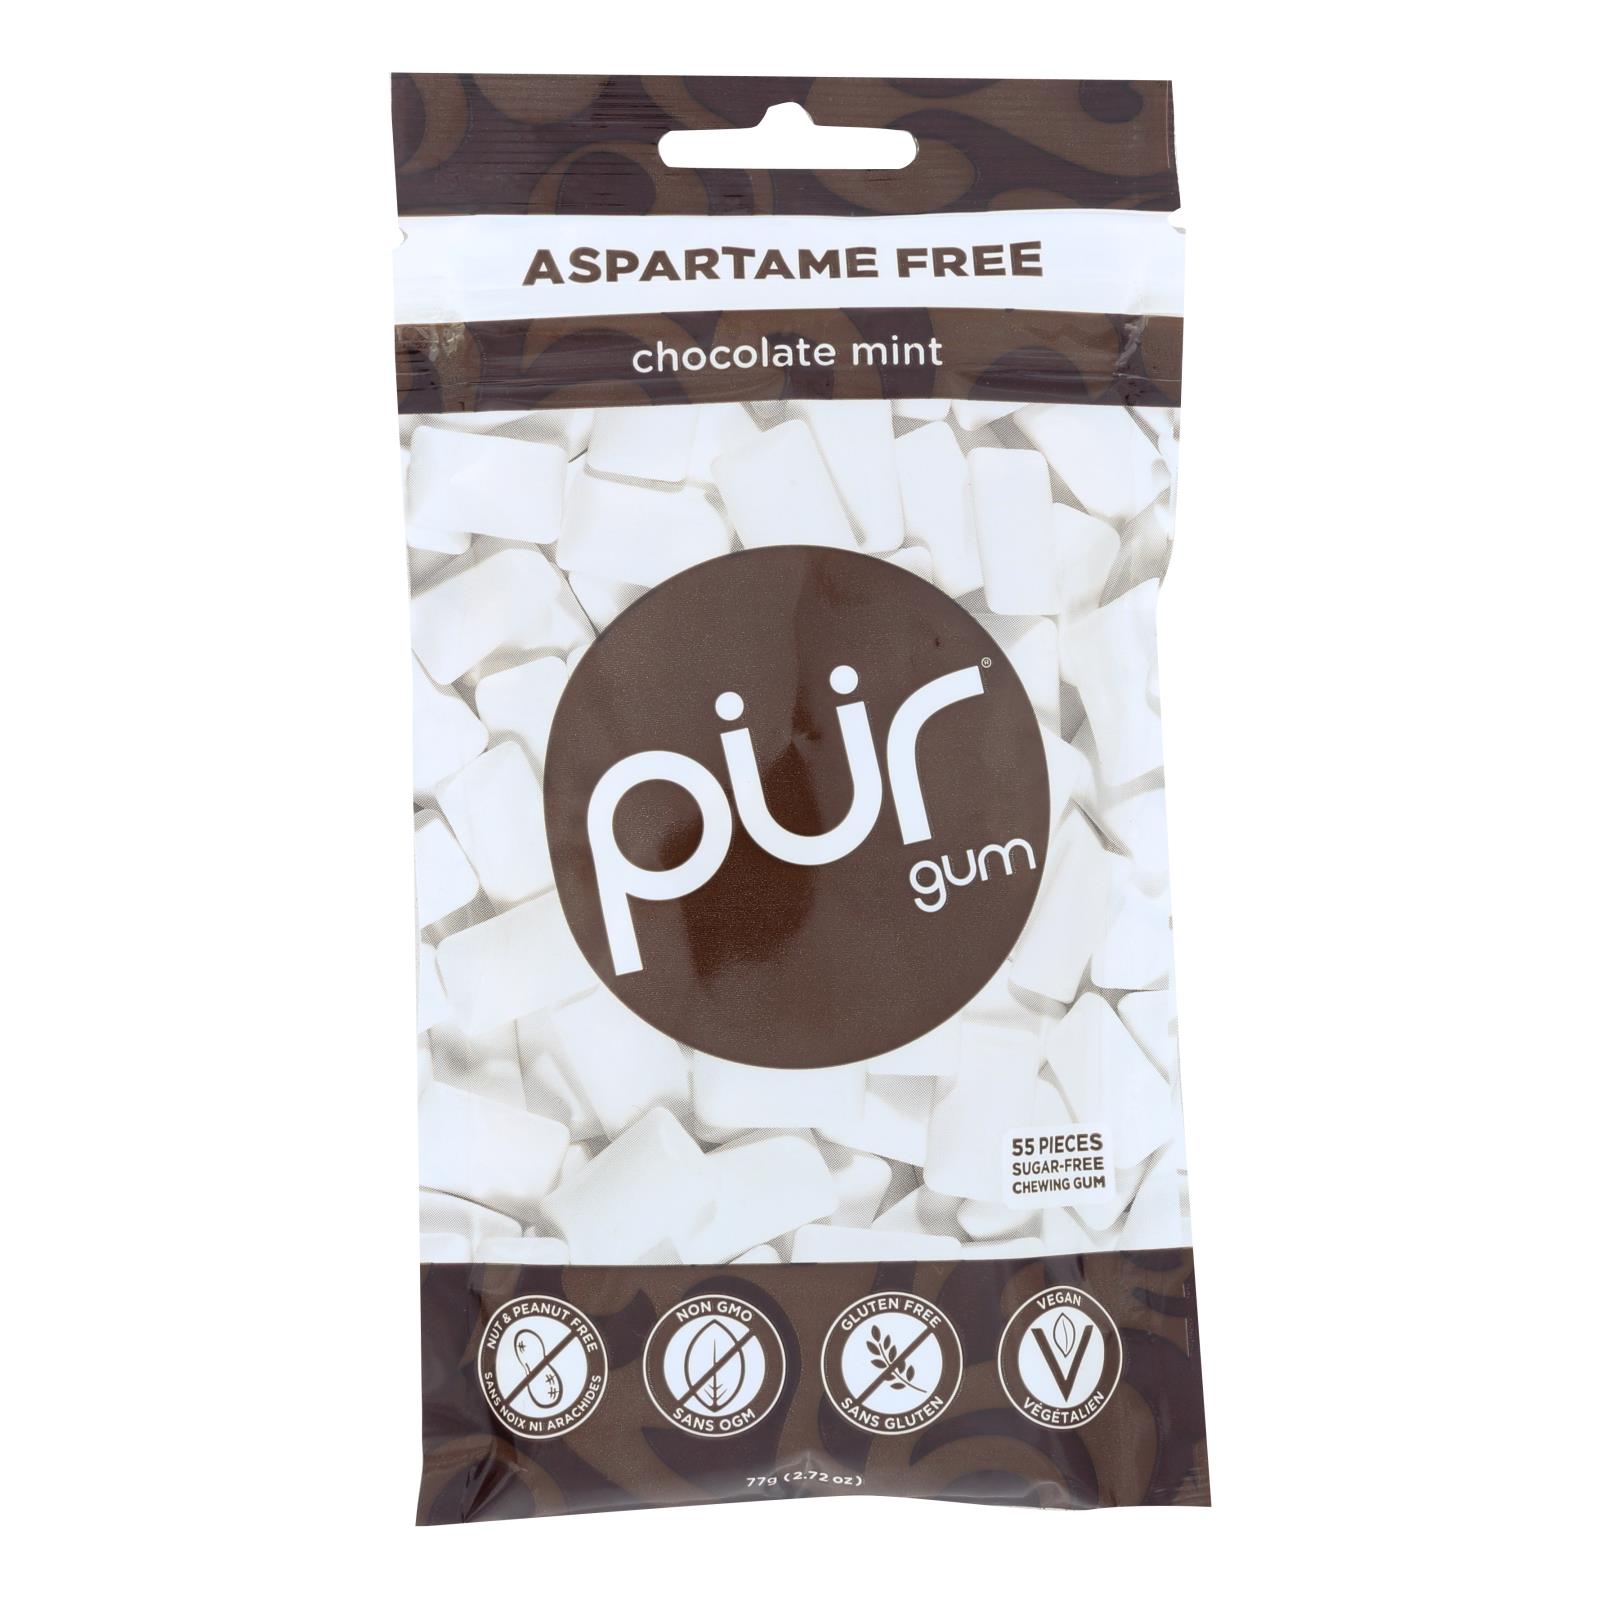 ASPARTAME FREE
chocolate mint
pür®
gum
55 PIECES
SUGAR-FREE
CHEWING GUM
NUT & PEANUT FREE
SANS NOIX NI ARACHIDES
NON GMO
SANS OGM
GLUTEN FREE
SANS GLUTEN
VEGAN
VÉGÉTALIEN
77g (2.72 oz)